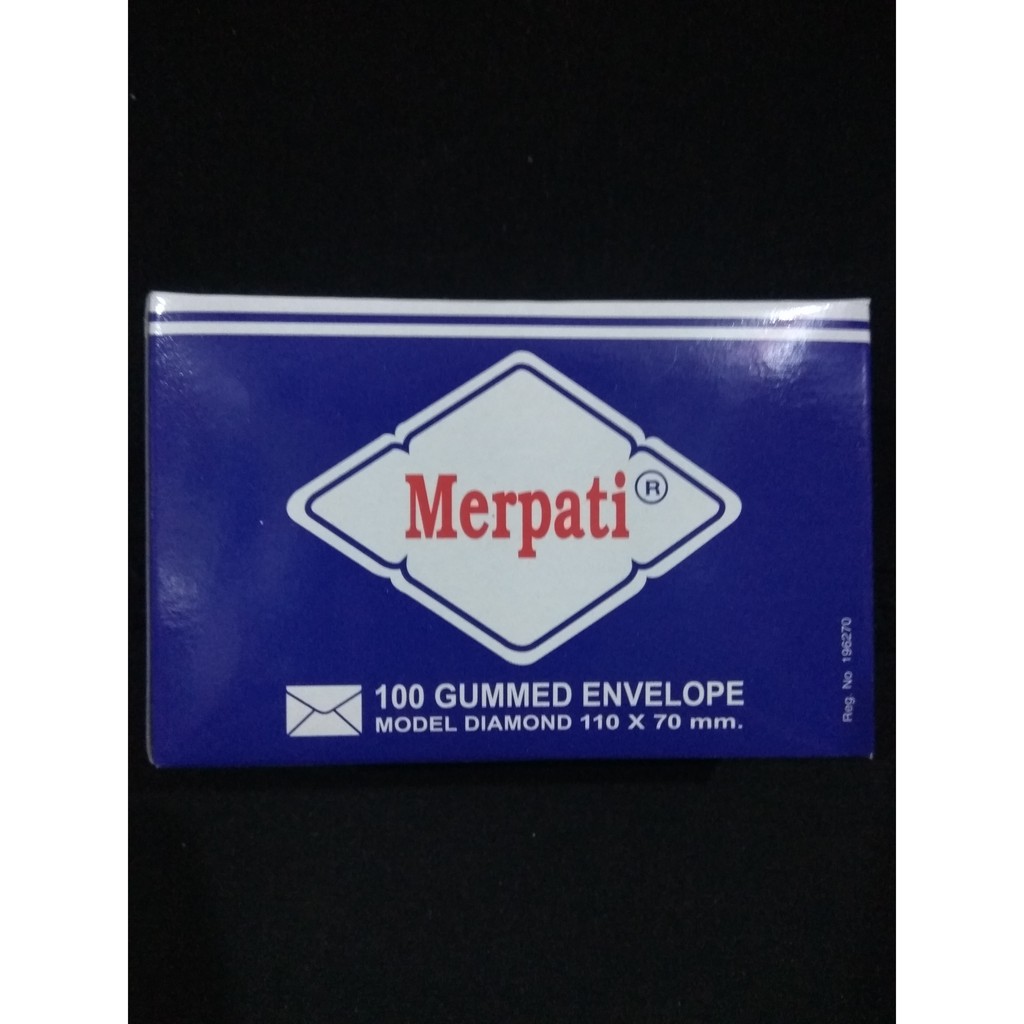 Merpati ®
100 GUMMED ENVELOPE
MODEL DIAMOND 110 X 70 mm.
Reg. No 196270